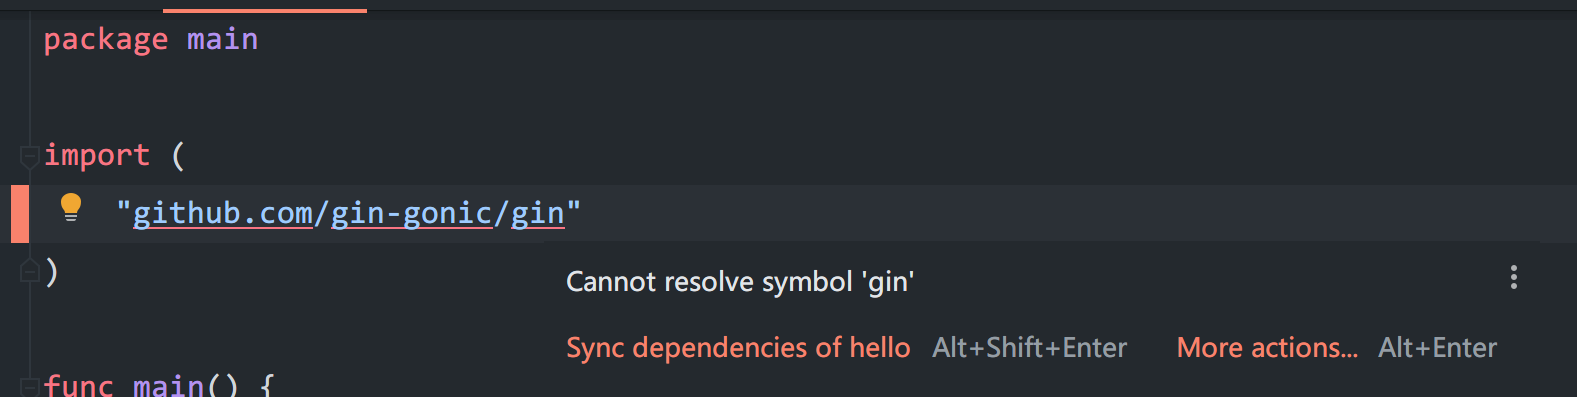 package main
import (
"github.com/gin-gonic/gin"
)
Cannot resolve symbol 'gin'
Sync dependencies of hello Alt+Shift+Enter More actions... Alt+Enter
func main() {